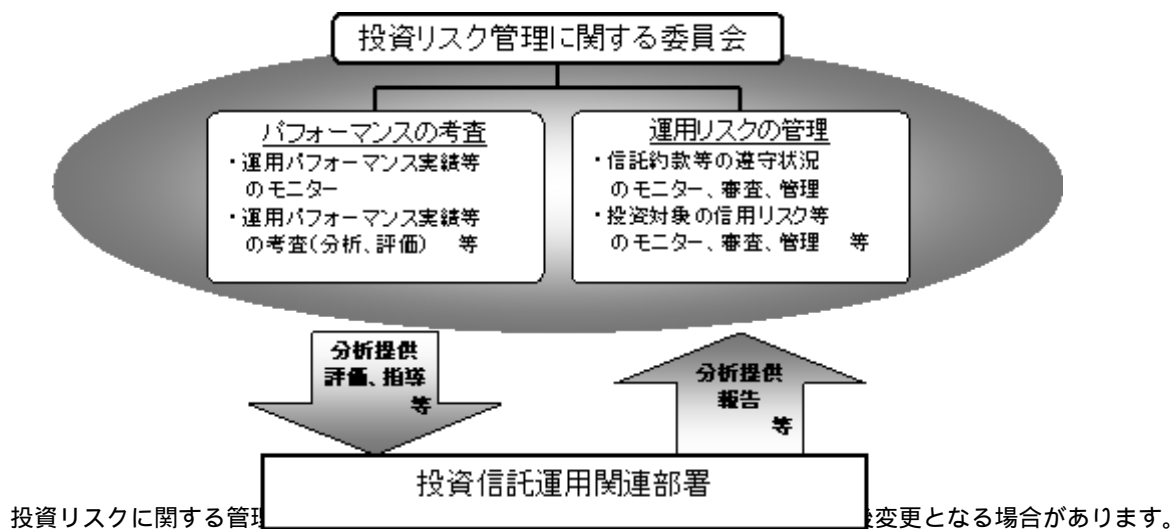 投資リスク管理に関する委員会
パフォーマンスの考査
・運用パフォーマンス実績等
のモニター
・運用パフォーマンス実績等
の考査(分析、評価) 等
運用リスクの管理
・信託約款等の遵守状況
のモニター、審査、管理
・投資対象の信用リスク等
のモニター、審査、管理 等
分析提供
評価、指導
等
分析提供
報告
等
投資信託運用関連部署
投資リスクに関する管 変更となる場合があります。